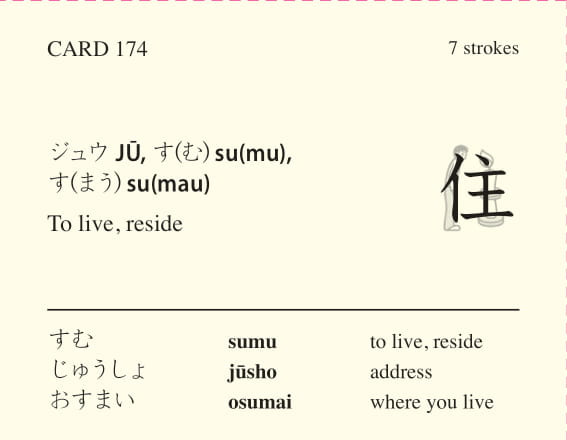 CARD 174 7 strokes
ジュウ JŪ, す(む) su(mu),
す(まう) su(mau)
To live, reside
住
すむ sumu to live, reside
じゅうしょ jūsho address
おすまい osumai where you live